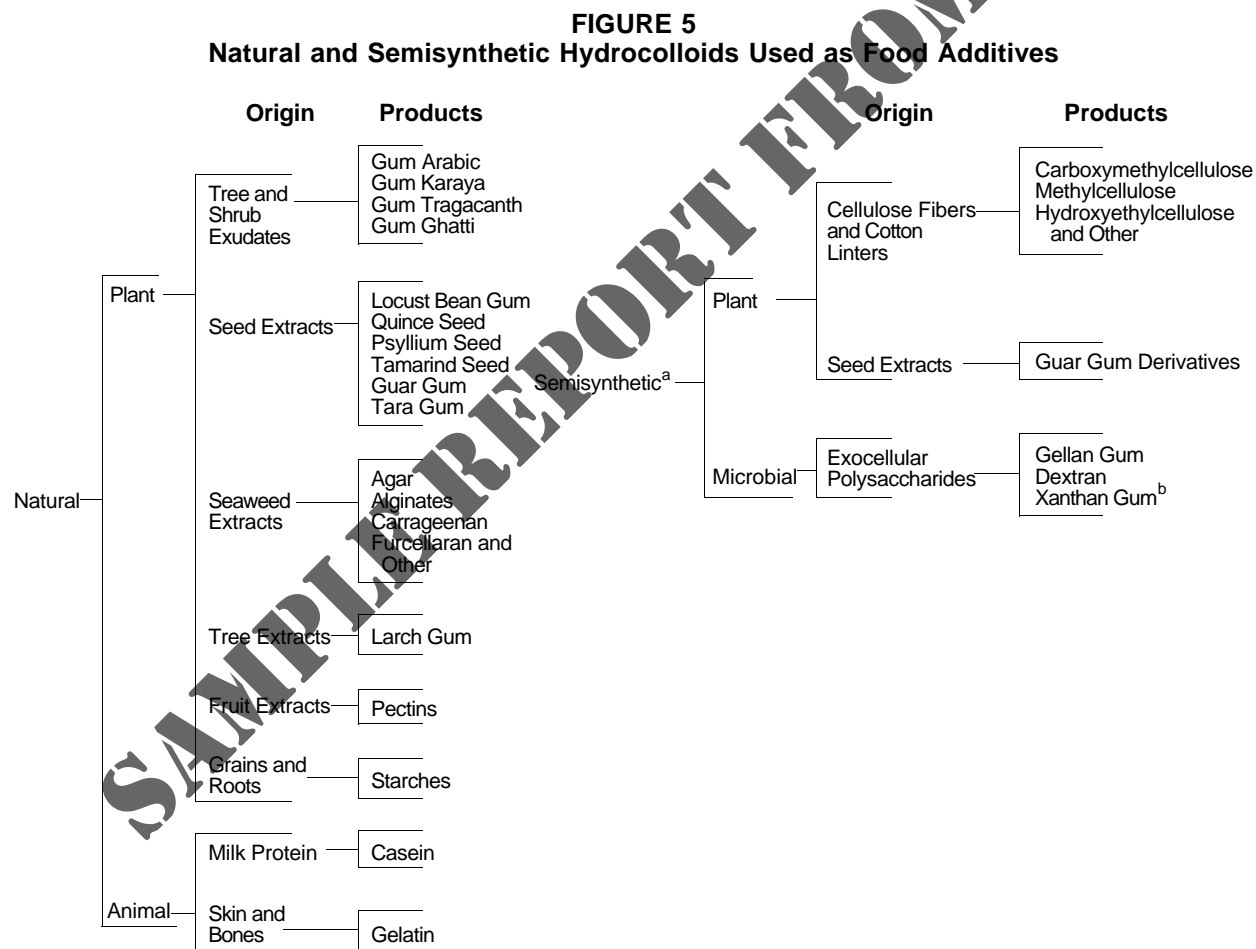 FIGURE 5
Natural and Semisynthetic Hydrocolloids Used as Food Additives
Origin Products
Natural
Plant
Tree and
Shrub
Exudates
Gum Arabic
Gum Karaya
Gum Tragacanth
Gum Ghatti
Seed Extracts
Locust Bean Gum
Quince Seed
Psyllium Seed
Tamarind Seed
Guar Gum
Tara Gum
Seaweed
Extracts
Agar
Alginates
Carrageenan
Furcellaran and
Other
Tree Extracts
Larch Gum
Fruit Extracts
Pectins
Grains and
Roots
Starches
Animal
Milk Protein
Casein
Skin and
Bones
Gelatin
Origin Products
Semisyntheticᵃ
Plant
Cellulose Fibers
and Cotton
Linters
Carboxymethylcellulose
Methylcellulose
Hydroxyethylcellulose
and Other
Seed Extracts
Guar Gum Derivatives
Microbial
Exocellular
Polysaccharides
Gellan Gum
Dextran
Xanthan Gumᵇ
SAMPLE REPORT FROM